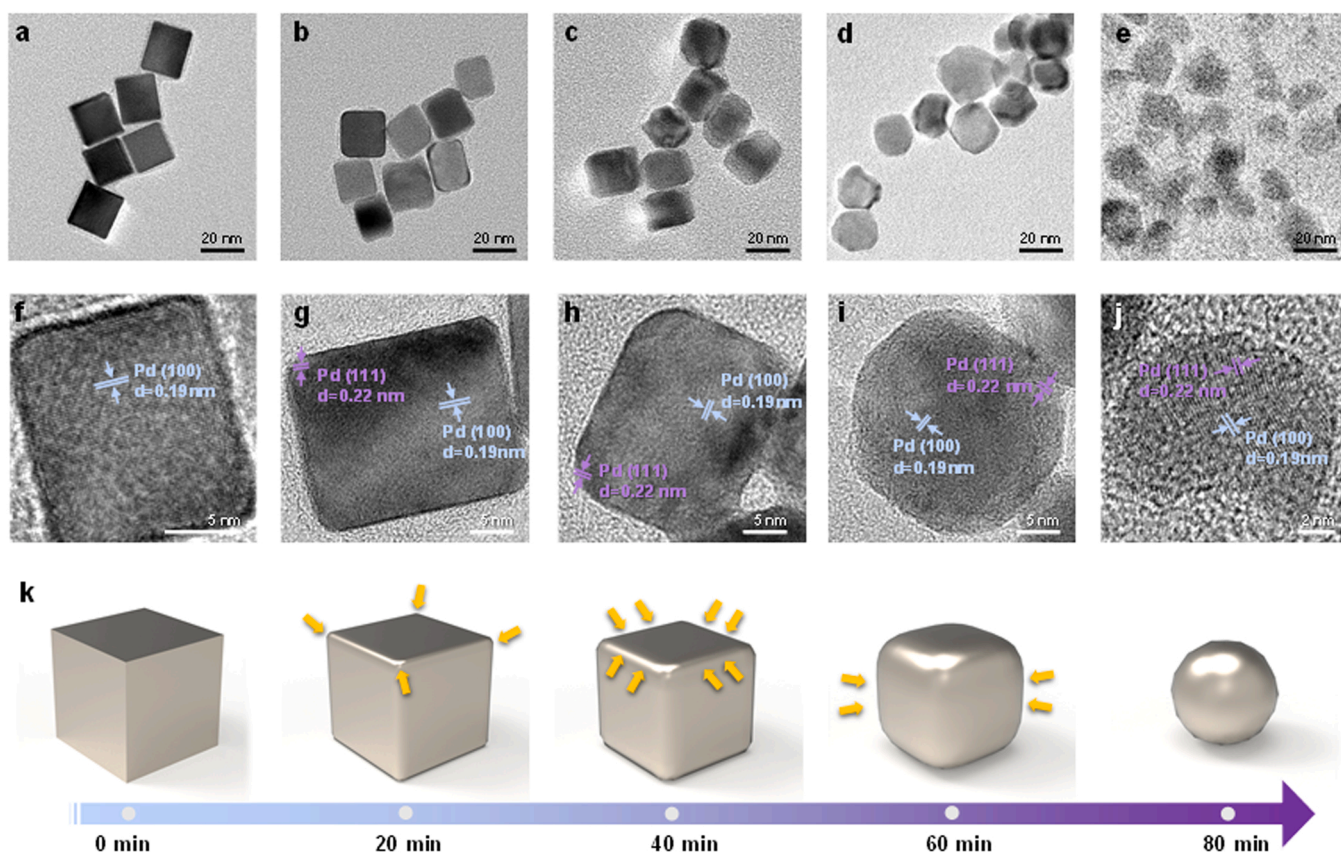 a
b
c
d
e
20 nm
20 nm
20 nm
20 nm
20 nm
f
g
h
i
j
Pd (100)
d=0.19nm
5 nm
Pd (111)
d=0.22 nm
Pd (100)
d=0.19nm
5 nm
Pd (100)
d=0.19nm
Pd (111)
d=0.22 nm
5 nm
Pd (111)
d=0.22 nm
Pd (100)
d=0.19nm
5 nm
Pd (111)
d=0.22 nm
Pd (100)
d=0.19nm
2 nm
k
0 min
20 min
40 min
60 min
80 min